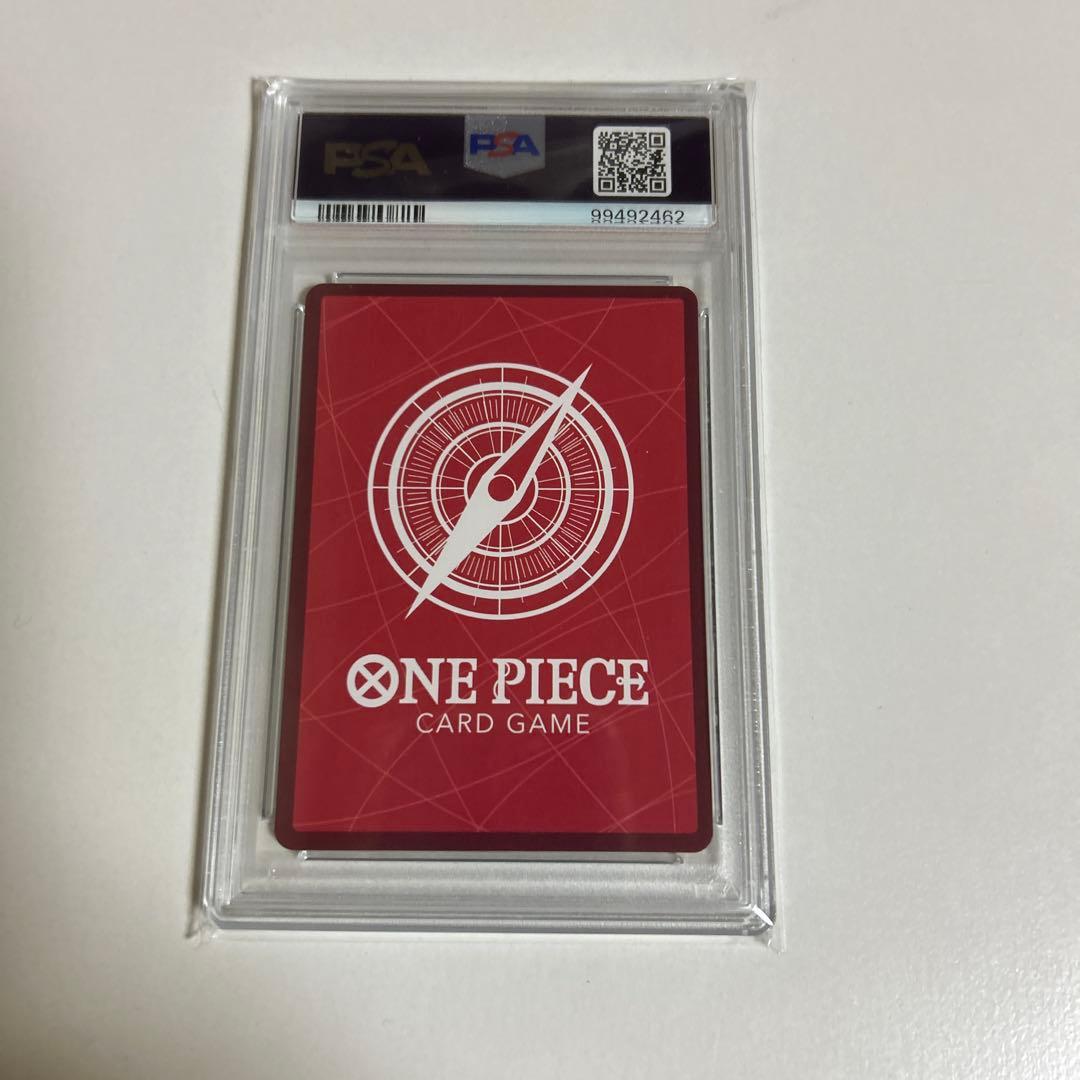 PSA
PSA
99492462
ONE PIECE
CARD GAME